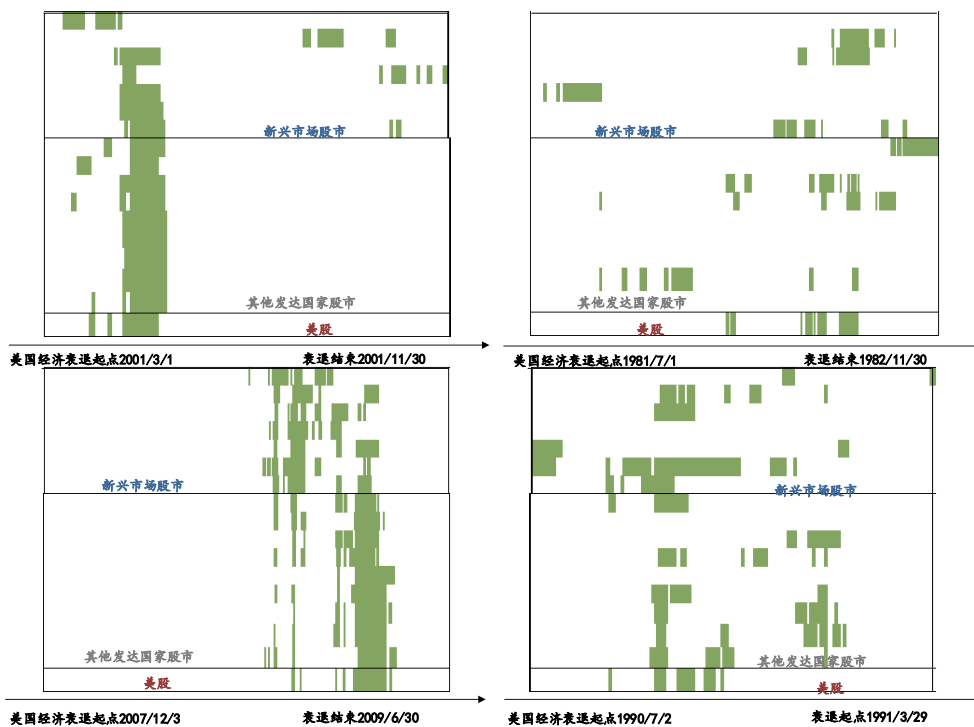 新兴市场股市
其他发达国家股市
美股
美国经济衰退起点2001/3/1
衰退结束2001/11/30
新兴市场股市
其他发达国家股市
美股
美国经济衰退起点1981/7/1
衰退结束1982/11/30
新兴市场股市
其他发达国家股市
美股
美国经济衰退起点2007/12/3
衰退结束2009/6/30
新兴市场股市
其他发达国家股市
美股
美国经济衰退起点1990/7/2
衰退结束1991/3/29